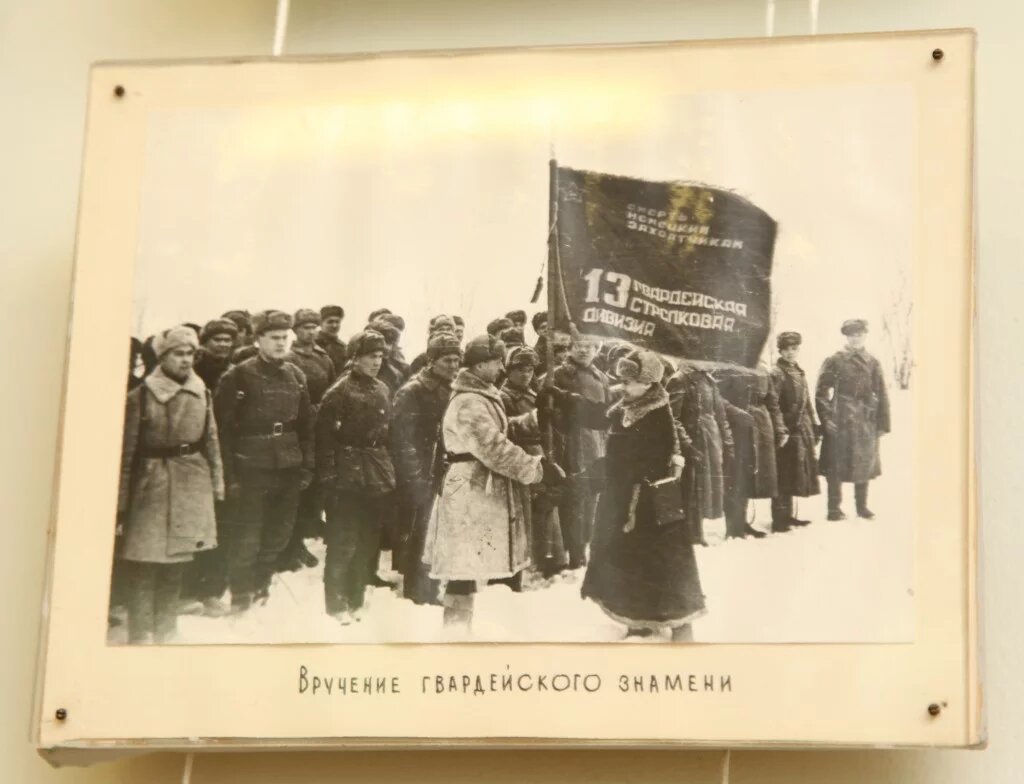 СМЕРТЬ
НЕМЕЦКИМ
ЗАХВАТЧИКАМ
13 ГВАРДЕЙСКАЯ
СТРЕЛКОВАЯ
ДИВИЗИЯ
Вручение гвардейского знамени